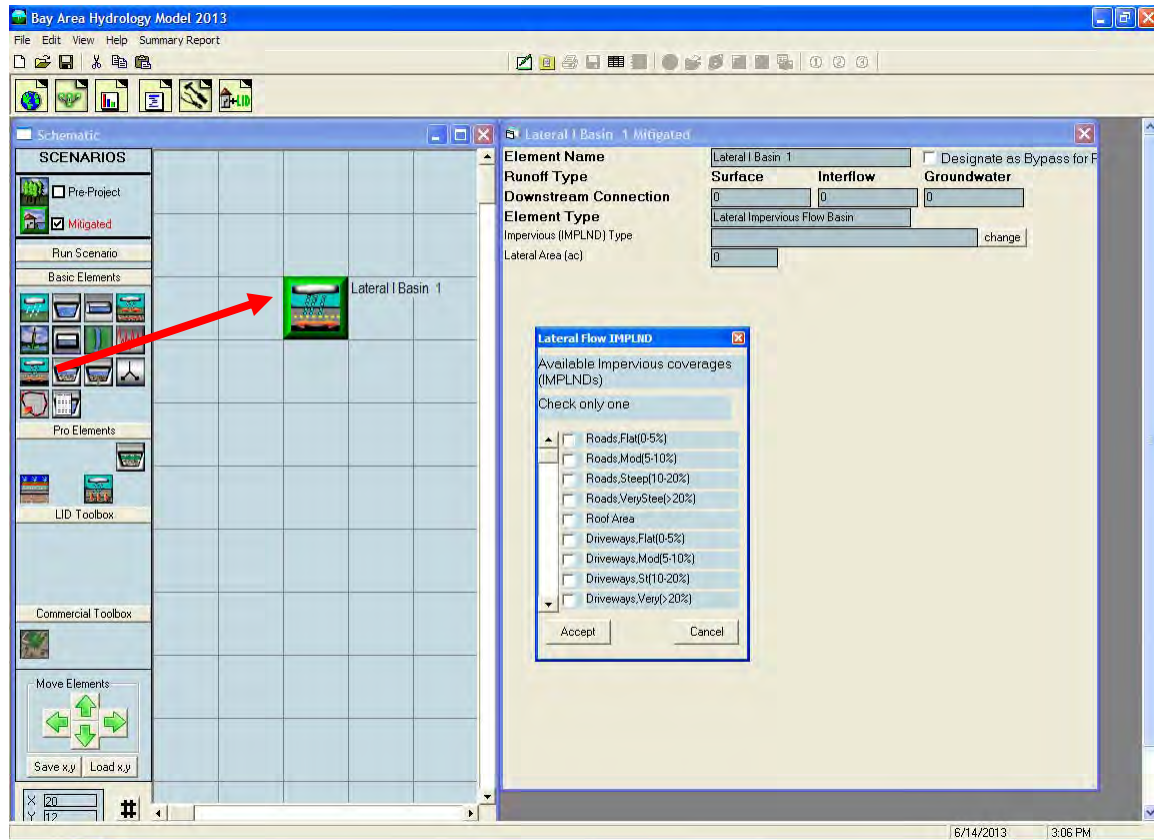 Bay Area Hydrology Model 2013
File Edit View Help Summary Report
Schematic
SCENARIOS
Pre-Project
Mitigated
Run Scenario
Basic Elements
Pro Elements
LID Toolbox
Commercial Toolbox
Move Elements
Save x,y Load x,y
X 20
Y 12
#
Lateral I Basin 1
+LID
Lateral I Basin 1 Mitigated
Element Name Lateral I Basin 1 Designate as Bypass for P
Runoff Type Surface Interflow Groundwater
Downstream Connection 0 0 0
Element Type Lateral Impervious Flow Basin
Impervious (IMPLND) Type change
Lateral Area (ac) 0
Lateral Flow IMPLND
Available Impervious coverages
(IMPLNDs)
Check only one
Roads,Flat(0-5%)
Roads,Mod(5-10%)
Roads,Steep(10-20%)
Roads,VeryStee(>20%)
Roof Area
Driveways,Flat(0-5%)
Driveways,Mod(5-10%)
Driveways,St(10-20%)
Driveways,Very(>20%)
Accept Cancel
6/14/2013 3:06 PM